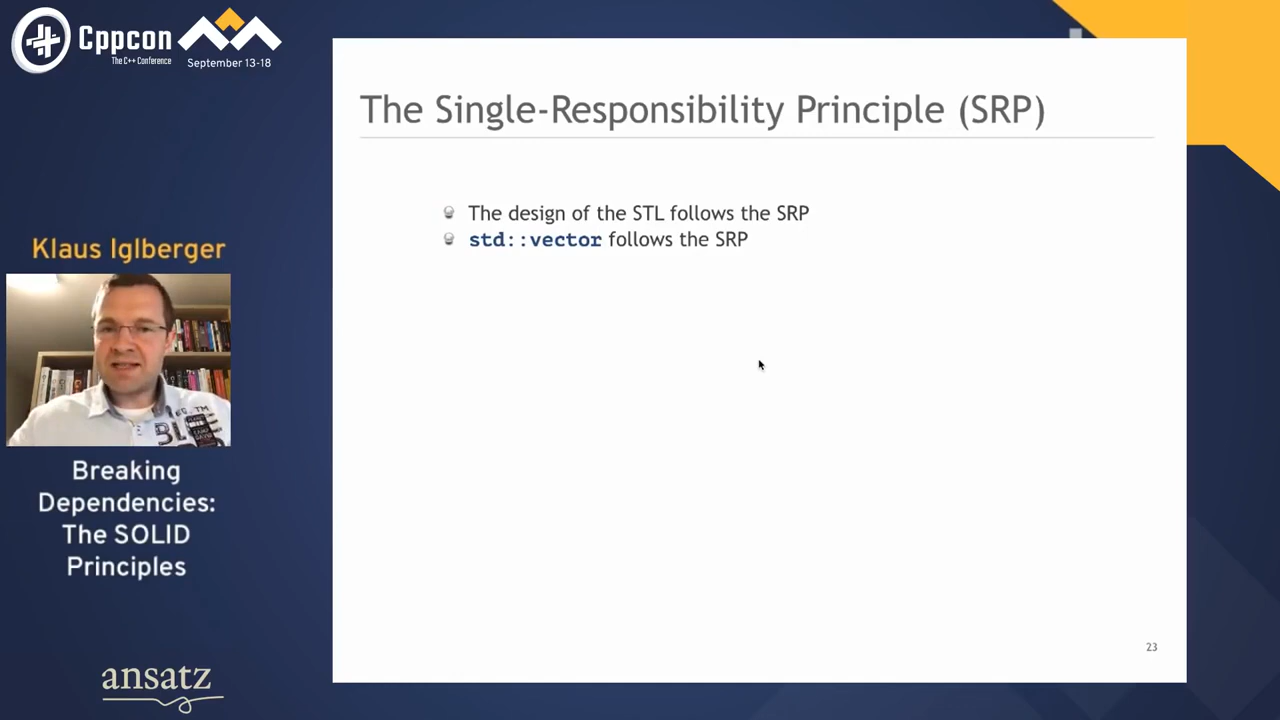 Cppcon
The C++ Conference
September 13-18
The Single-Responsibility Principle (SRP)
The design of the STL follows the SRP
std::vector follows the SRP
Klaus Iglberger
Breaking
Dependencies:
The SOLID
Principles
ansatz
23